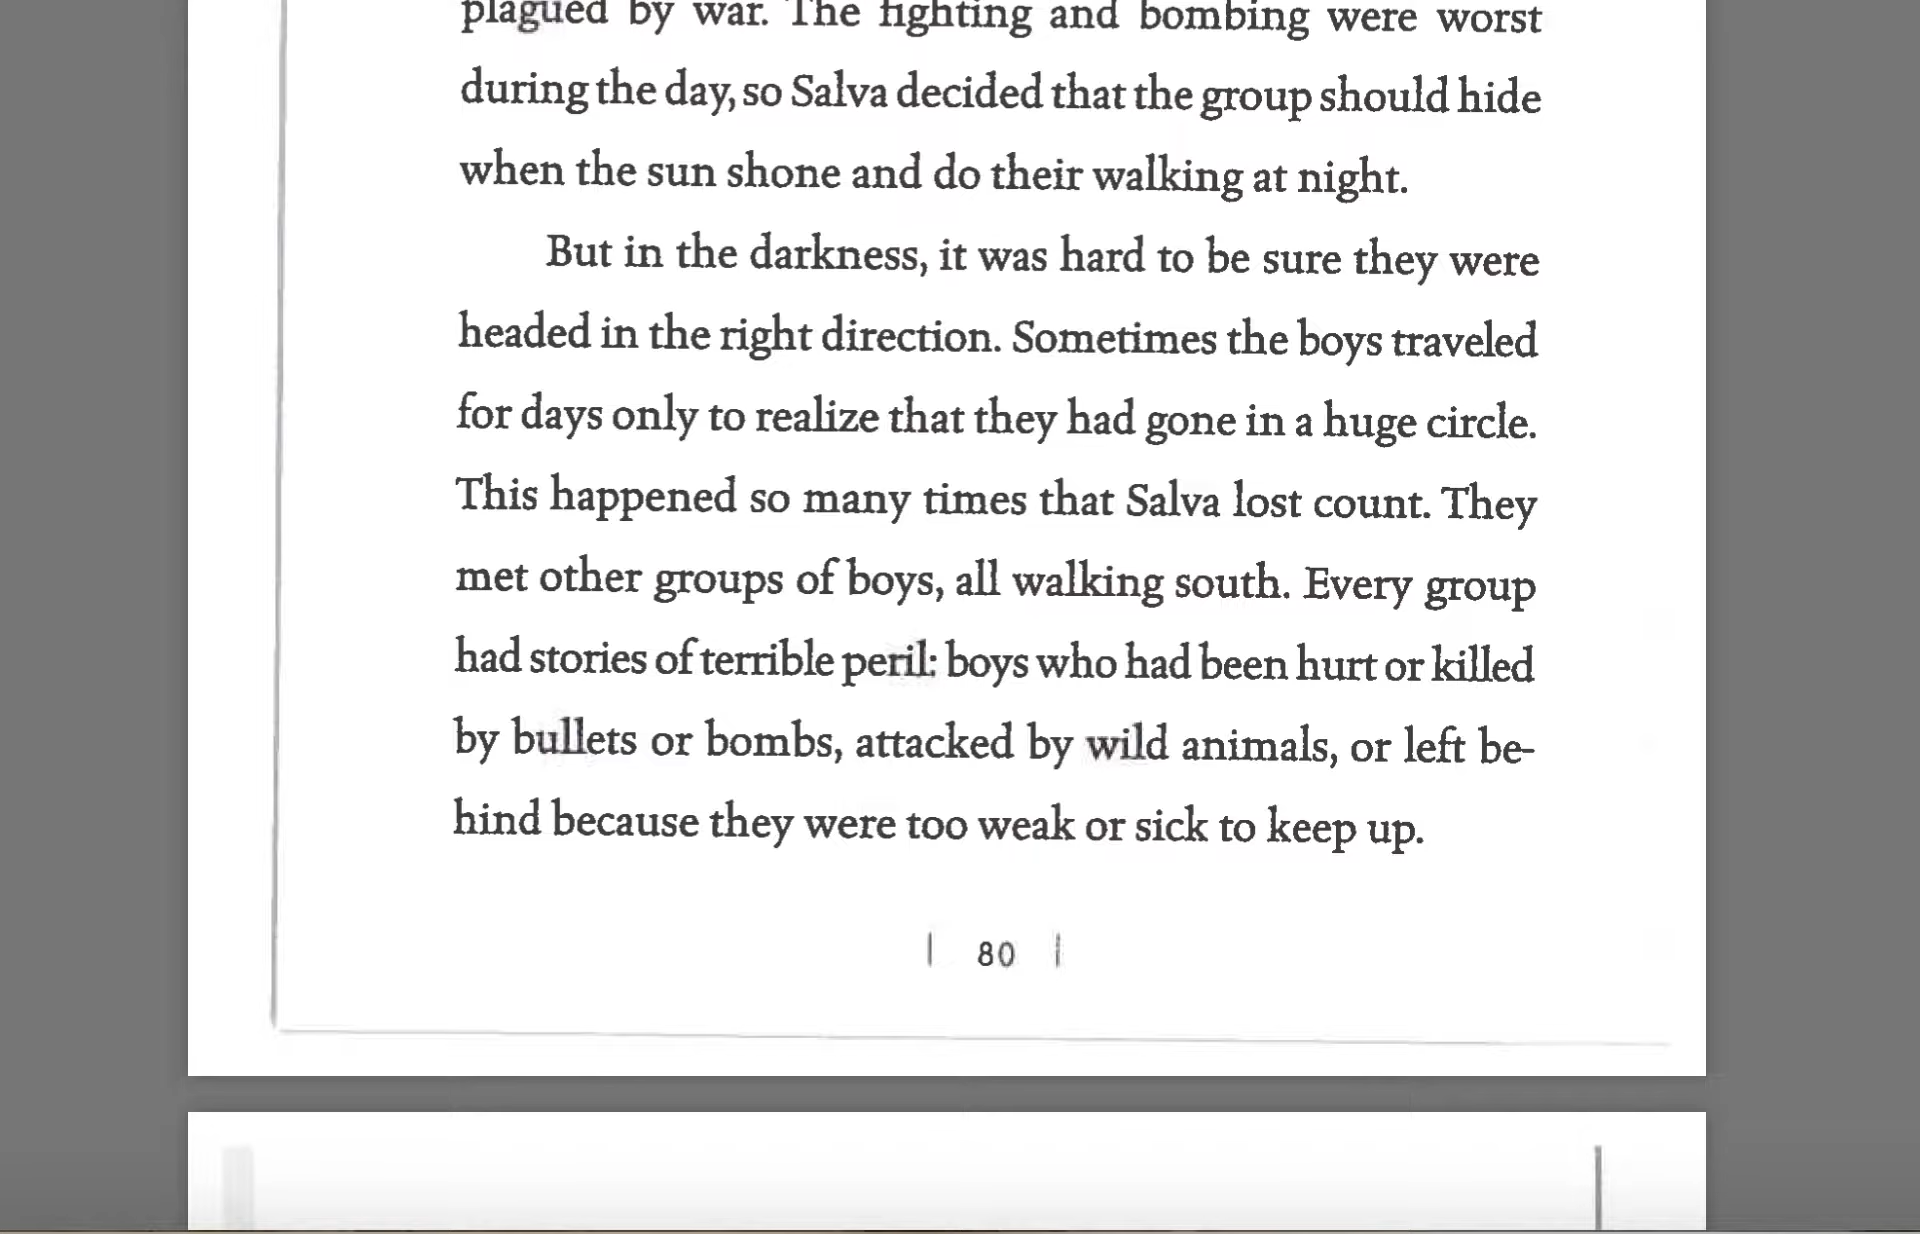 plagued by war. The fighting and bombing were worst
during the day, so Salva decided that the group should hide
when the sun shone and do their walking at night.
But in the darkness, it was hard to be sure they were
headed in the right direction. Sometimes the boys traveled
for days only to realize that they had gone in a huge circle.
This happened so many times that Salva lost count. They
met other groups of boys, all walking south. Every group
had stories of terrible peril: boys who had been hurt or killed
by bullets or bombs, attacked by wild animals, or left be-
hind because they were too weak or sick to keep up.
| 80 |